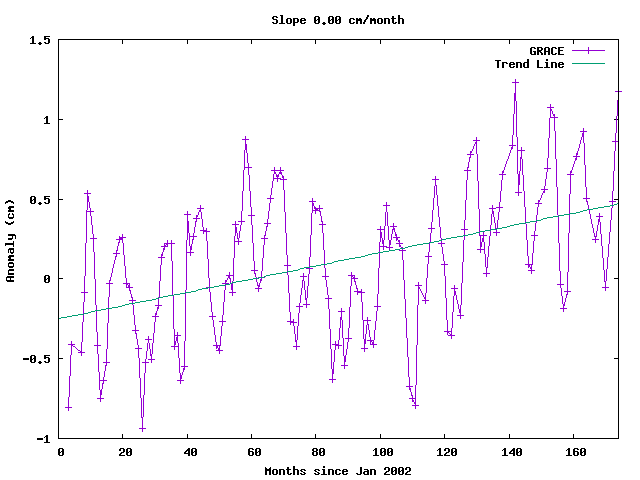 Slope 0.00 cm/month
GRACE
Trend Line
1.5
1
0.5
0
-0.5
-1
Anomaly (cm)
0 20 40 60 80 100 120 140 160
Months since Jan 2002